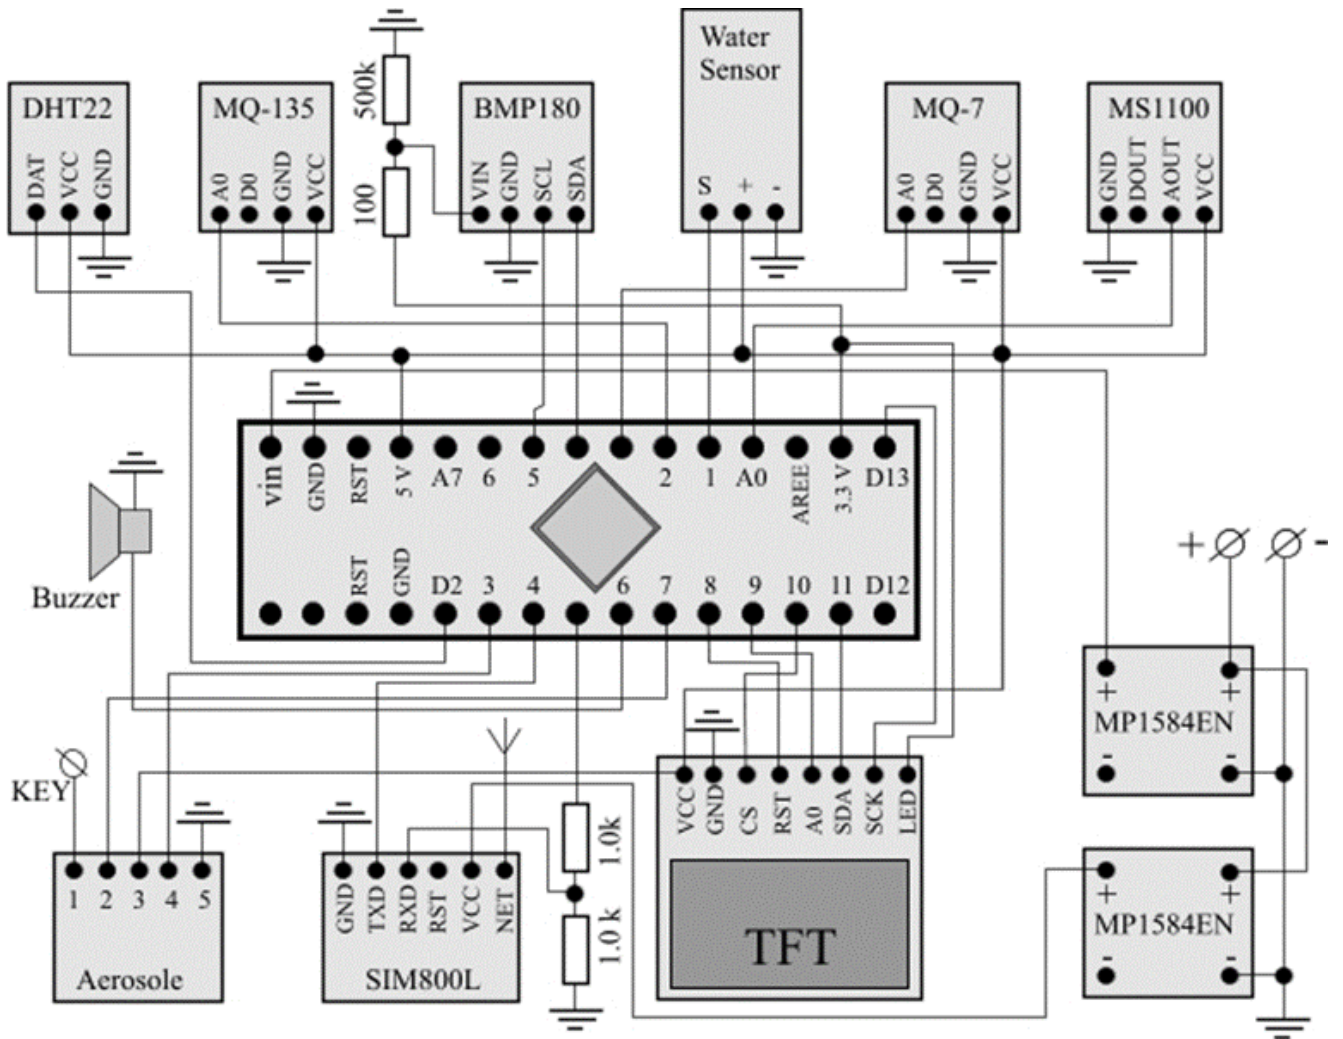 Water
Sensor
S + -
500k
100
DHT22
DAT VCC GND
MQ-135
A0 D0 GND VCC
BMP180
VIN GND SCL SDA
MQ-7
A0 D0 GND VCC
MS1100
GND DOUT AOUT VCC
vin GND RST 5 V A7 6 5 2 1 A0 AREE 3.3 V D13
RST GND D2 3 4 6 7 8 9 10 11 D12
Buzzer
+ -
+ +
MP1584EN
- -
KEY
1 2 3 4 5
Aerosole
GND TXD RXD RST VCC NET
SIM800L
1.0k
1.0 k
VCC GND CS RST A0 SDA SCK LED
TFT
+ +
MP1584EN
- -